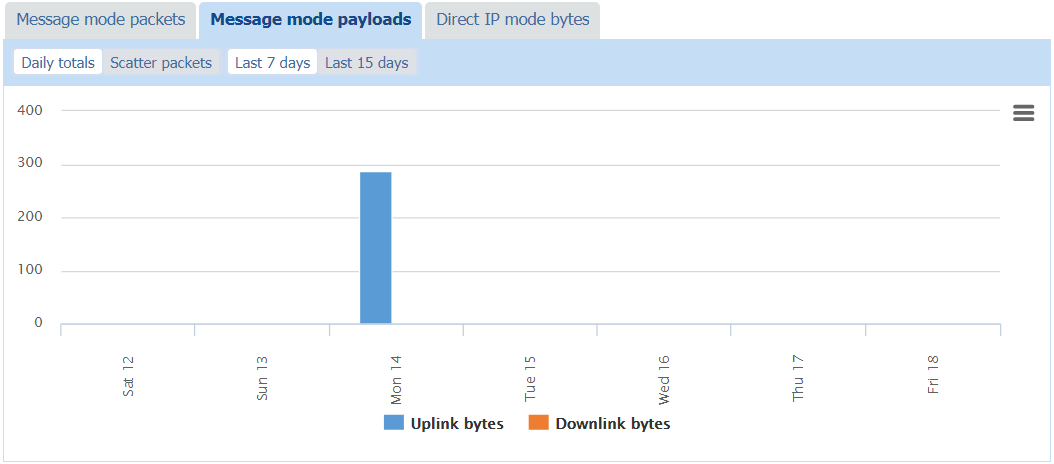 Message mode packets Message mode payloads Direct IP mode bytes
Daily totals Scatter packets Last 7 days Last 15 days
400
300
200
100
0
Sat 12 Sun 13 Mon 14 Tue 15 Wed 16 Thu 17 Fri 18
Uplink bytes Downlink bytes